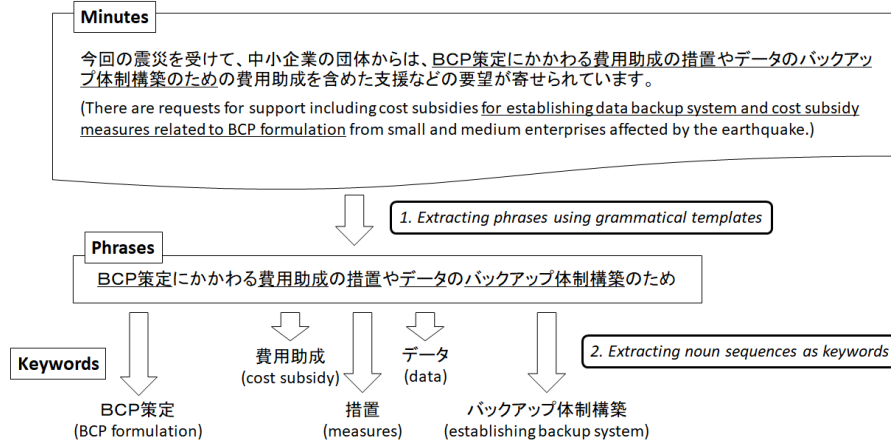 Minutes
今回の震災を受けて、中小企業の団体からは、BCP策定にかかわる費用助成の措置やデータのバックアッ
プ体制構築のための費用助成を含めた支援などの要望が寄せられています。
(There are requests for support including cost subsidies for establishing data backup system and cost subsidy
measures related to BCP formulation from small and medium enterprises affected by the earthquake.)
1. Extracting phrases using grammatical templates
Phrases
BCP策定にかかわる費用助成の措置やデータのバックアップ体制構築のため
2. Extracting noun sequences as keywords
Keywords
費用助成
(cost subsidy)
データ
(data)
BCP策定
(BCP formulation)
措置
(measures)
バックアップ体制構築
(establishing backup system)